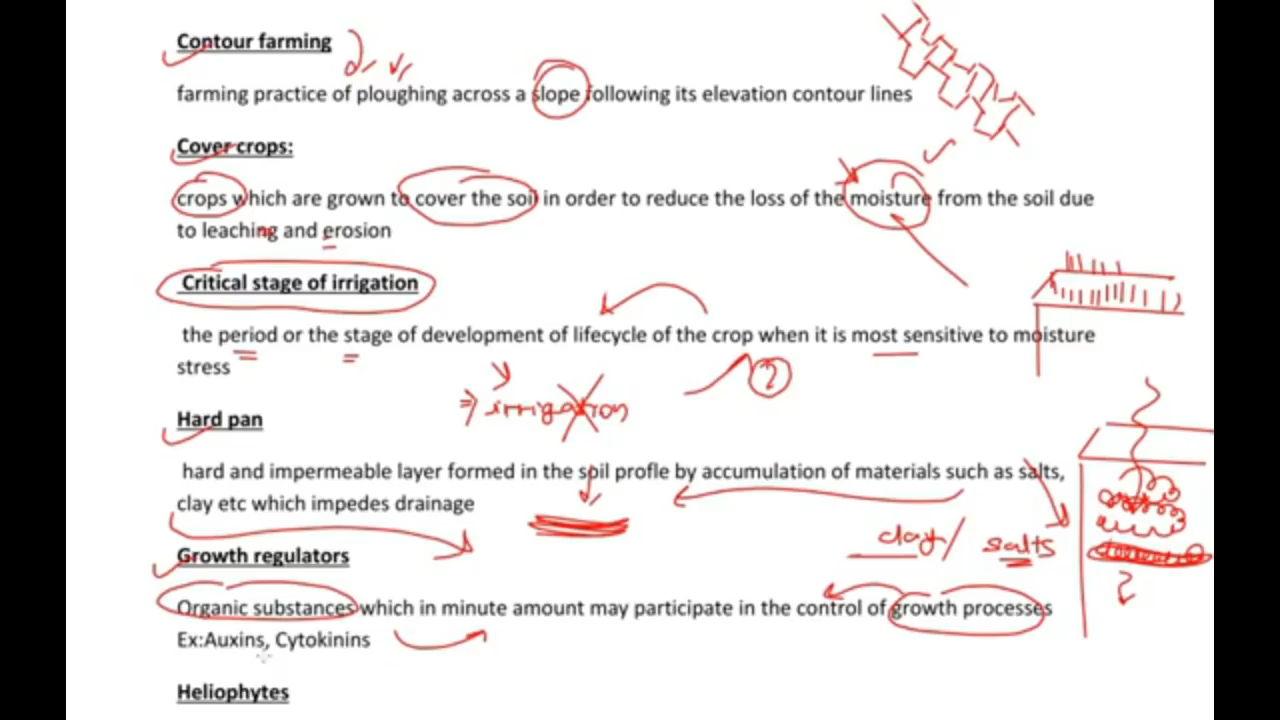 Contour farming
farming practice of ploughing across a slope following its elevation contour lines
Cover crops:
crops which are grown to cover the soil in order to reduce the loss of the moisture from the soil due
to leaching and erosion
Critical stage of irrigation
the period or the stage of development of lifecycle of the crop when it is most sensitive to moisture
stress
?
⇒ irrigation
Hard pan
hard and impermeable layer formed in the soil profle by accumulation of materials such as salts,
clay etc which impedes drainage
clay/ salts
Growth regulators
Organic substances which in minute amount may participate in the control of growth processes
Ex:Auxins, Cytokinins
Heliophytes